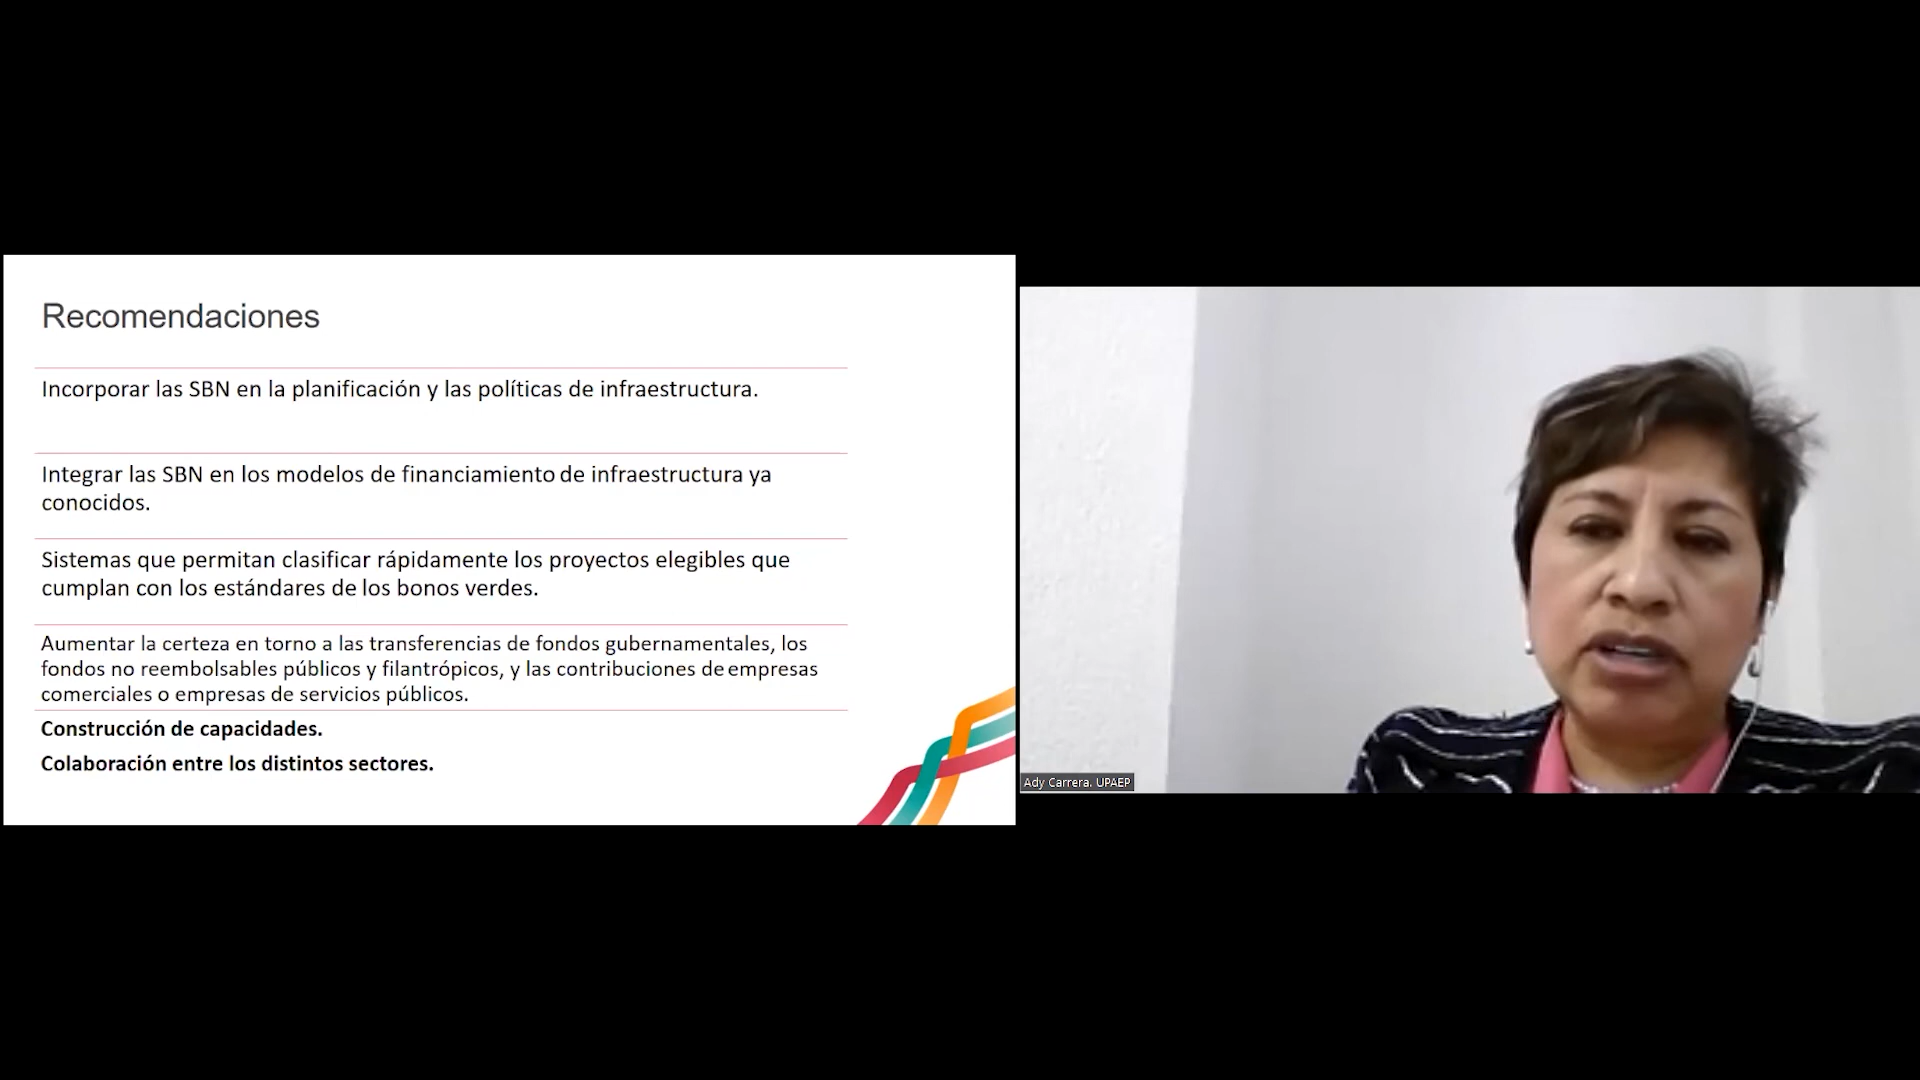 Recomendaciones
Incorporar las SBN en la planificación y las políticas de infraestructura.
Integrar las SBN en los modelos de financiamiento de infraestructura ya
conocidos.
Sistemas que permitan clasificar rápidamente los proyectos elegibles que
cumplan con los estándares de los bonos verdes.
Aumentar la certeza en torno a las transferencias de fondos gubernamentales, los
fondos no reembolsables públicos y filantrópicos, y las contribuciones de empresas
comerciales o empresas de servicios públicos.
Construcción de capacidades.
Colaboración entre los distintos sectores.
Ady Carrera. UPAEP